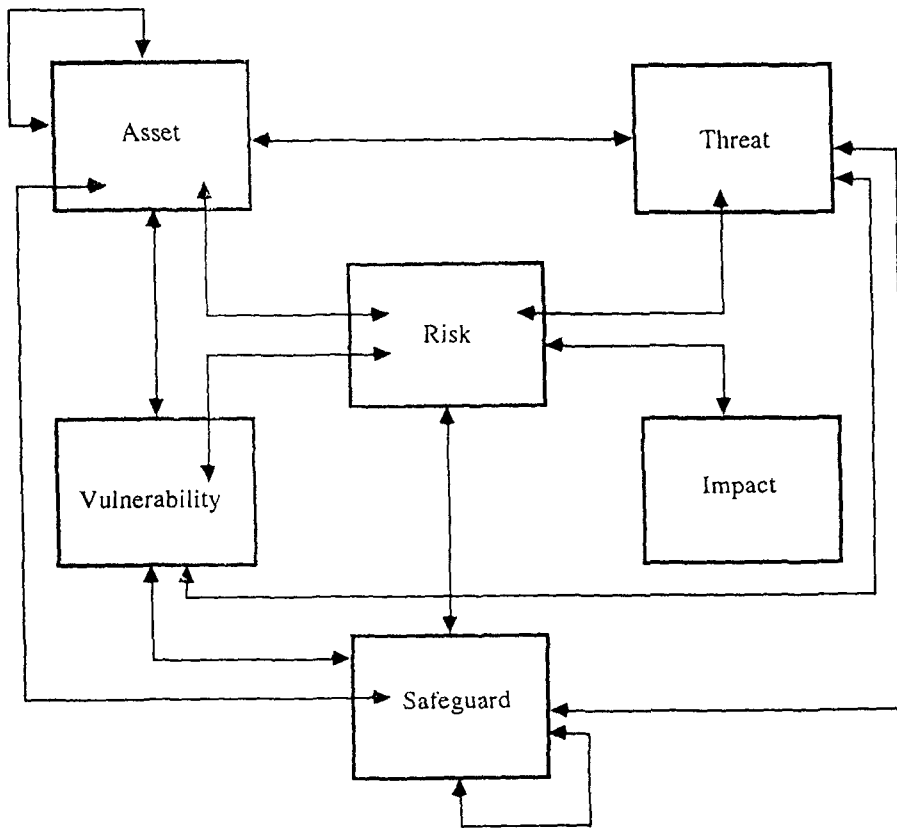 Asset
Threat
Risk
Vulnerability
Impact
Safeguard